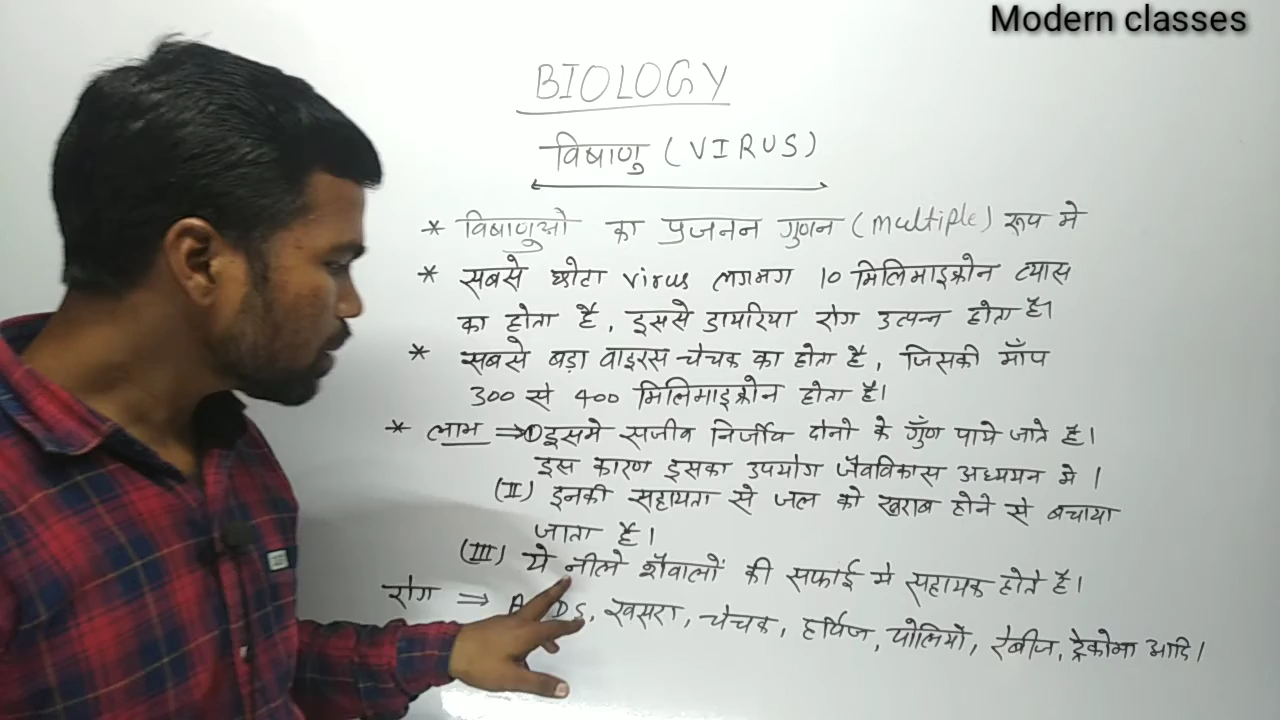 Modern classes
BIOLOGY
विषाणु (VIRUS)
* विषाणुओ का प्रजनन गुणन (multiple) रूप मे
* सबसे छोटा virus लगभग 10 मिलिमाइक्रोन व्यास
का होता है, इससे डायरिया रोग उत्पन्न होता है।
* सबसे बड़ा वाइरस चेचक का होता है, जिसकी माँप
300 से 400 मिलिमाइक्रोन होता है।
* लाभ ⇒ ① इसमे सजीव निर्जीव दोनो के गुँण पाये जाते है।
इस कारण इसका उपयोग जैवविकास अध्ययन मे।
(II) इनकी सहायता से जल को खराब होने से बचाया
जाता है।
(III) ये नीले शैवालों की सफाई मे सहायक होते है।
रोग ⇒ खसरा, चेचक, हर्पिज, पोलियो, रेबीज, ट्रेकोमा आदि।